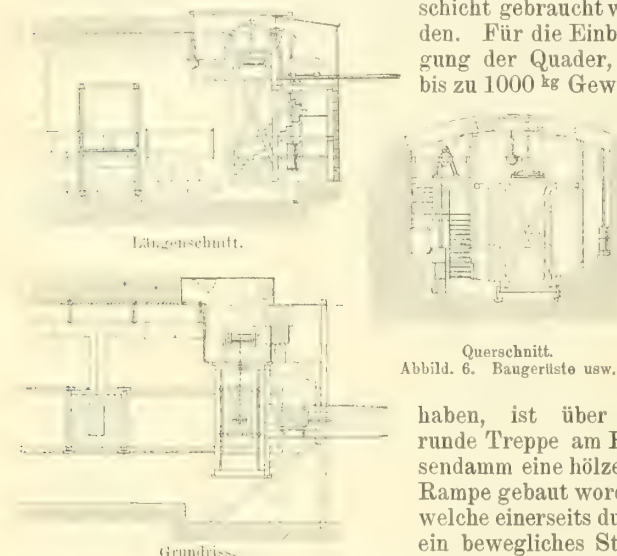 schicht gebraucht w
den. Für die Einb
gung der Quader,
bis zu 1000 kg Gew
Längenschnitt.
Querschnitt.
Abbild. 6. Baugerüste usw.
haben, ist über
runde Treppe am
sendamm eine hölze
Rampe gebaut word
welche einerseits du
ein bewegliches St
Grundriss.